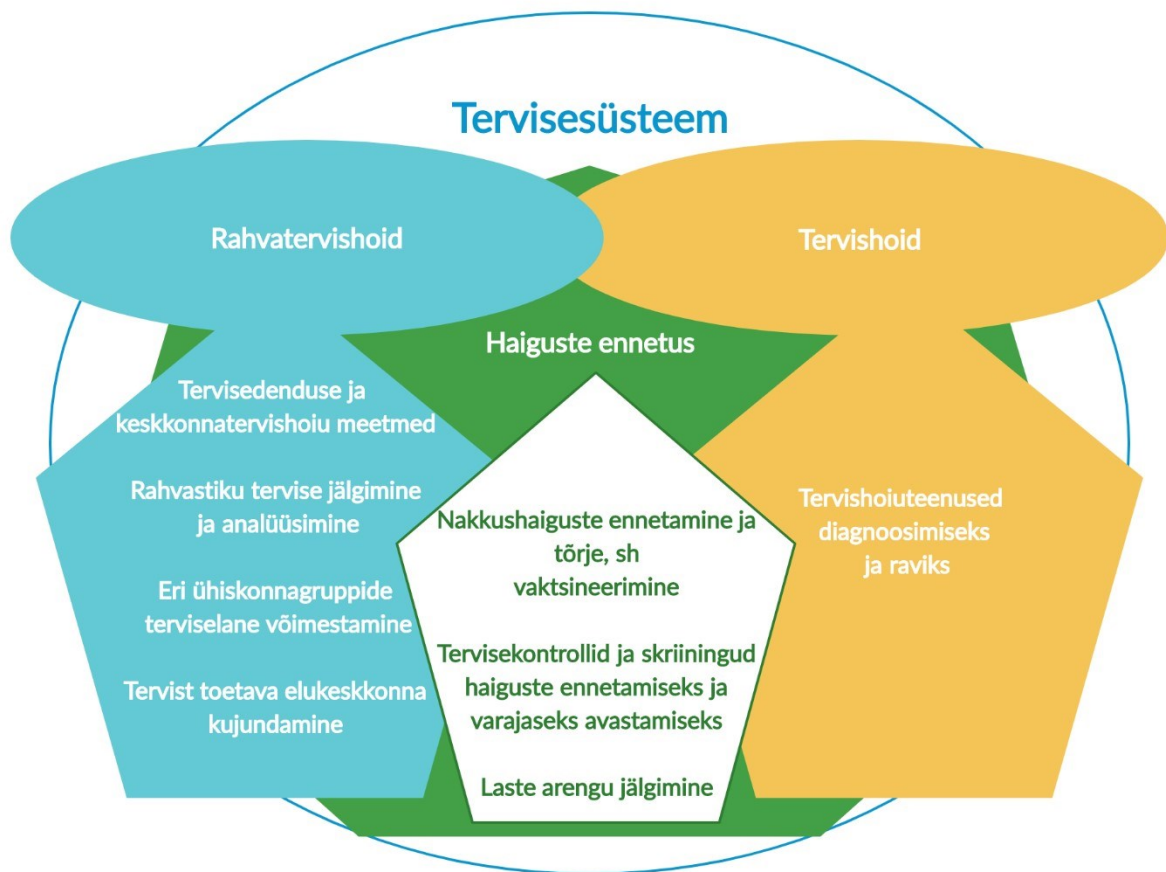 Tervisesüsteem
Rahvatervishoid
Tervishoid
Haiguste ennetus
Tervisedenduse ja
keskkonnatervishoiu meetmed
Rahvastiku tervise jälgimine
ja analüüsimine
Eri ühiskonnagruppide
terviselane võimestamine
Tervist toetava elukeskkonna
kujundamine
Nakkushaiguste ennetamine ja
tõrje, sh
vaktsineerimine
Tervisekontrollid ja skriiningud
haiguste ennetamiseks ja
varajaseks avastamiseks
Laste arengu jälgimine
Tervishoiuteenused
diagnoosimiseks
ja raviks